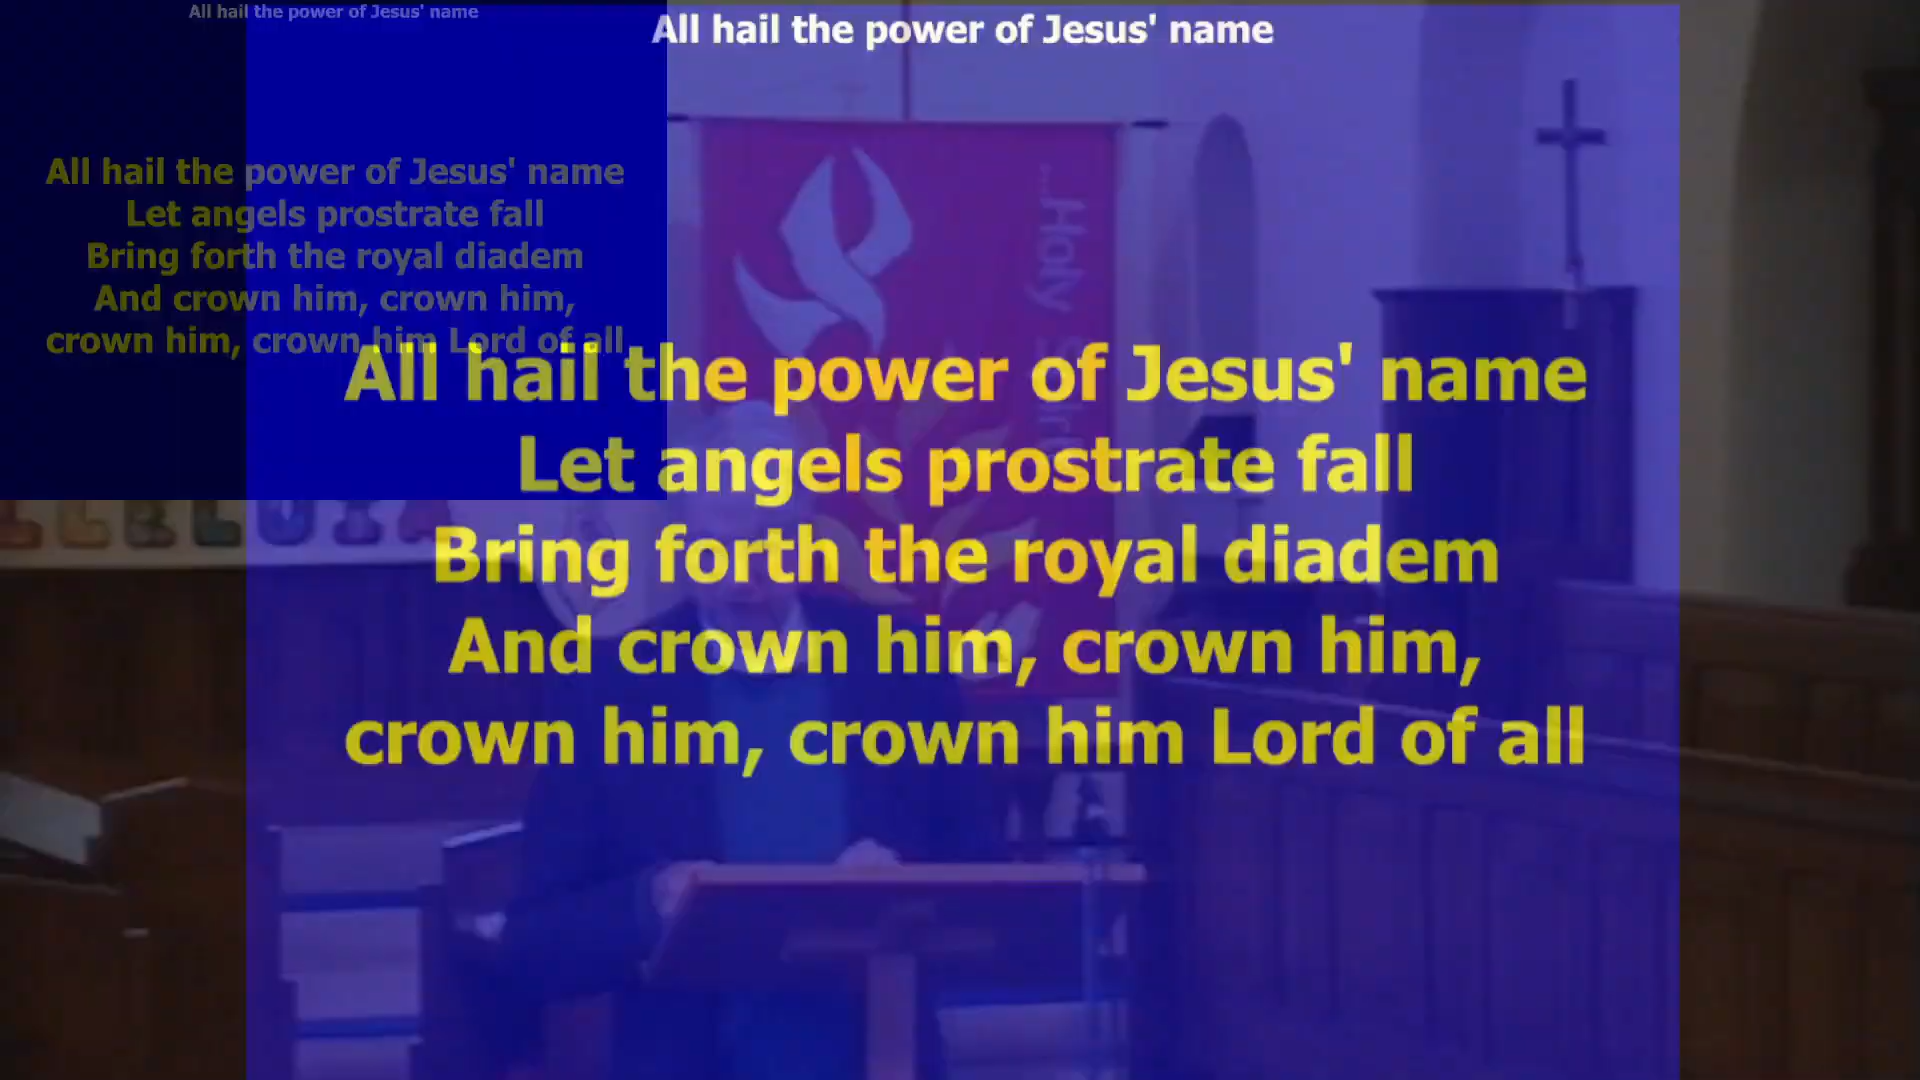 All hail the power of Jesus' name
All hail the power of Jesus' name
All hail the power of Jesus' name
Let angels prostrate fall
Bring forth the royal diadem
And crown him, crown him,
crown him, crown him Lord of all
...Holy Spirit
All hail the power of Jesus' name
Let angels prostrate fall
Bring forth the royal diadem
And crown him, crown him,
crown him, crown him Lord of all